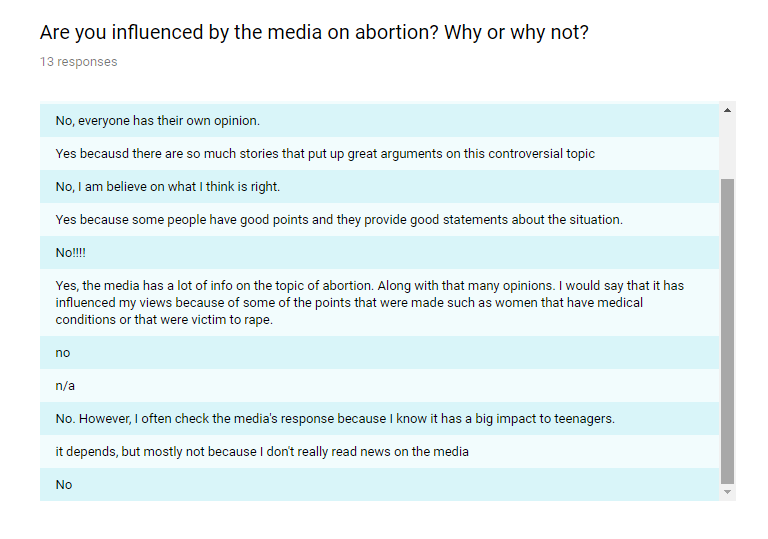 Are you influenced by the media on abortion? Why or why not?
13 responses
No, everyone has their own opinion.
Yes becausd there are so much stories that put up great arguments on this controversial topic
No, I am believe on what I think is right.
Yes because some people have good points and they provide good statements about the situation.
No!!!!
Yes, the media has a lot of info on the topic of abortion. Along with that many opinions. I would say that it has
influenced my views because of some of the points that were made such as women that have medical
conditions or that were victim to rape.
no
n/a
No. However, I often check the media's response because I know it has a big impact to teenagers.
it depends, but mostly not because I don't really read news on the media
No